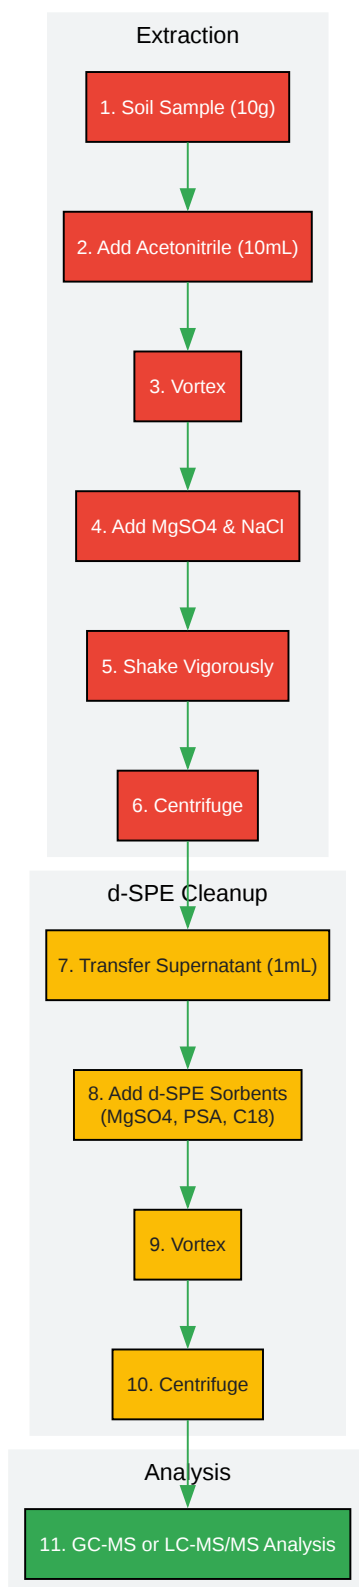 Extraction
1. Soil Sample (10g)
2. Add Acetonitrile (10mL)
3. Vortex
4. Add MgSO4 & NaCl
5. Shake Vigorously
6. Centrifuge
d-SPE Cleanup
7. Transfer Supernatant (1mL)
8. Add d-SPE Sorbents
(MgSO4, PSA, C18)
9. Vortex
10. Centrifuge
Analysis
11. GC-MS or LC-MS/MS Analysis